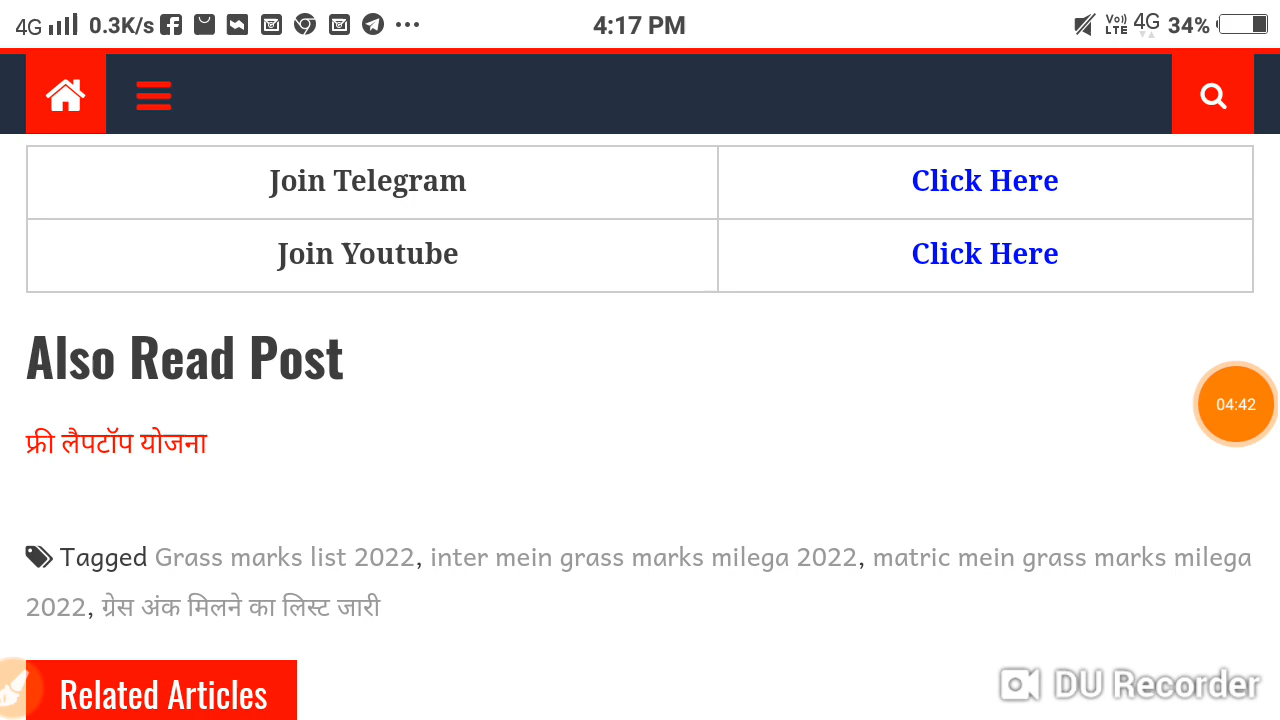 4G 0.3K/s 4:17 PM Vo) LTE 4G 34%
Join Telegram Click Here
Join Youtube Click Here
Also Read Post
04:42
फ्री लैपटॉप योजना
Tagged Grass marks list 2022, inter mein grass marks milega 2022, matric mein grass marks milega
2022, ग्रेस अंक मिलने का लिस्ट जारी
Related Articles
DU Recorder